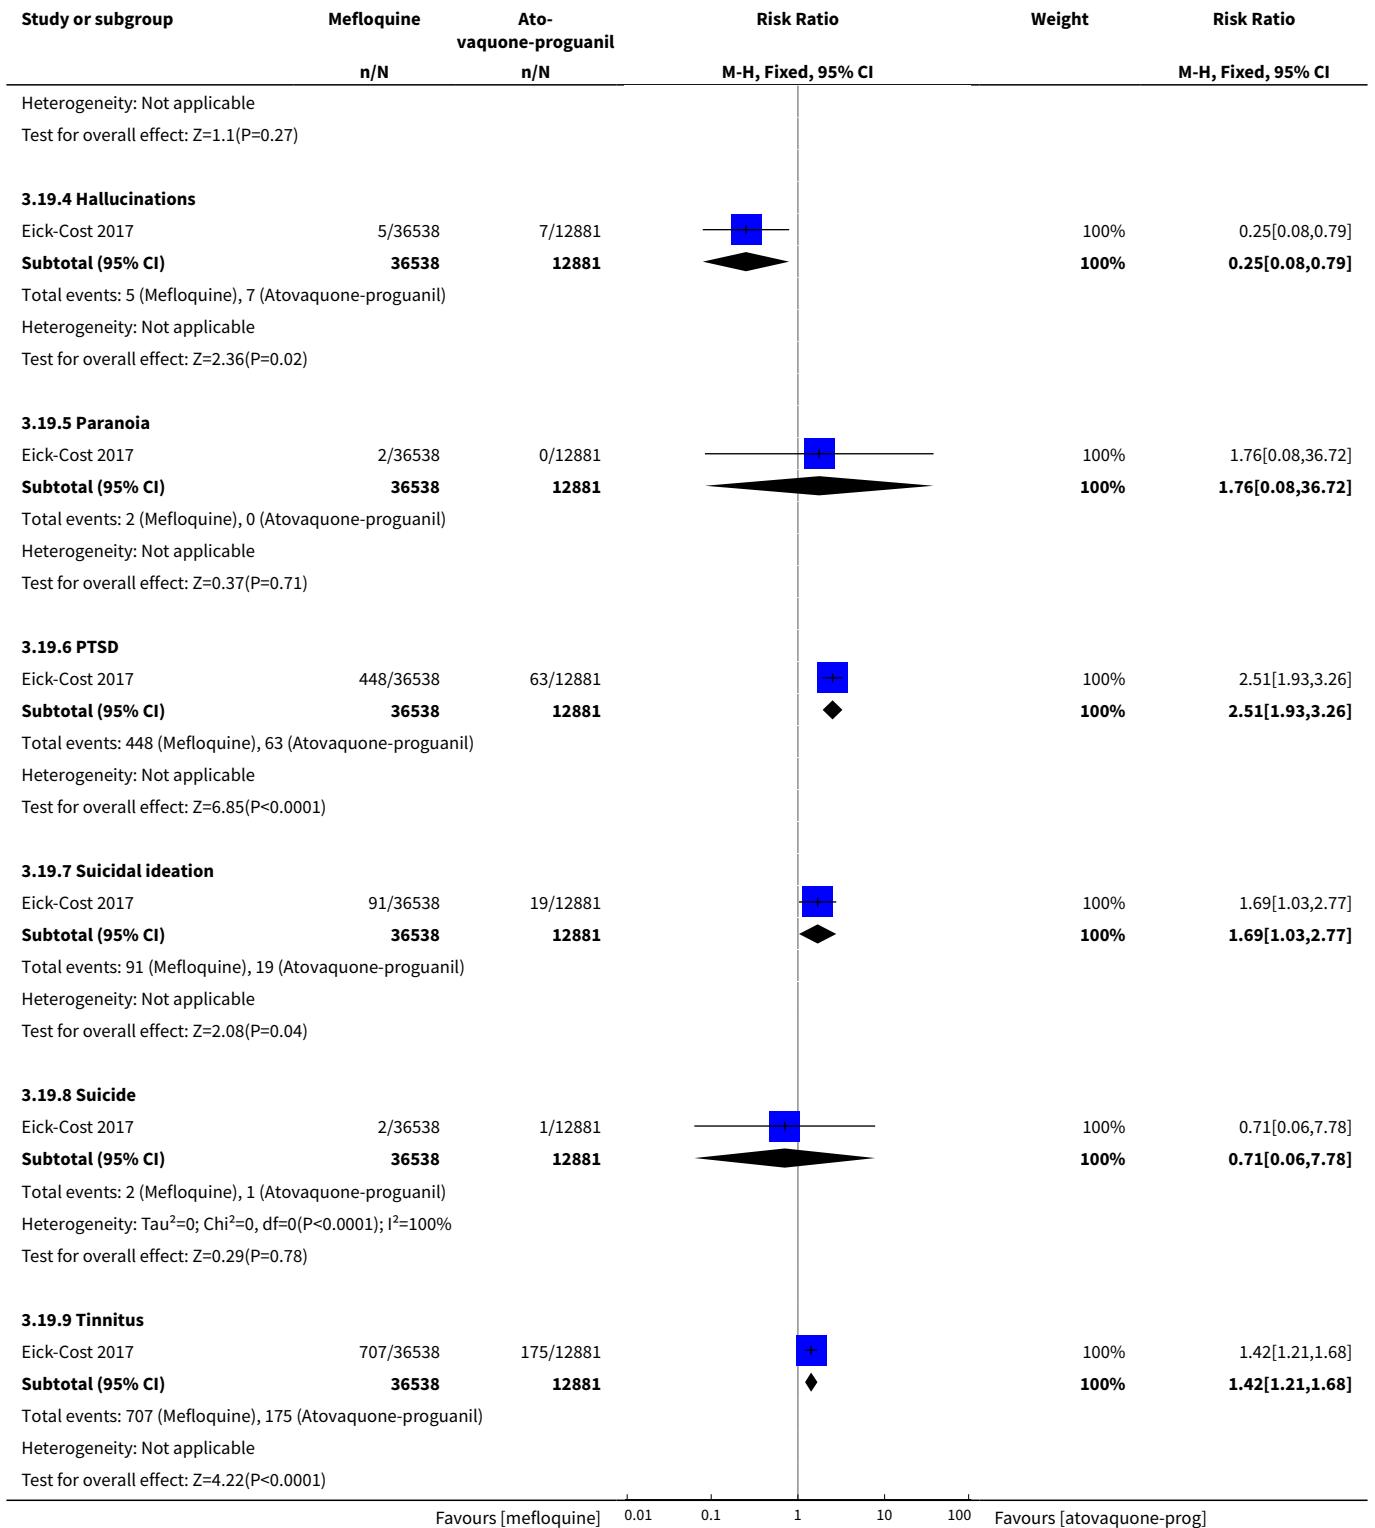 Study or subgroup Mefloquine Ato- Risk Ratio Weight Risk Ratio
vaquone-proguanil
n/N n/N M-H, Fixed, 95% CI M-H, Fixed, 95% CI
Heterogeneity: Not applicable
Test for overall effect: Z=1.1(P=0.27)
3.19.4 Hallucinations
Eick-Cost 2017 5/36538 7/12881 100% 0.25[0.08,0.79]
Subtotal (95% CI) 36538 12881 100% 0.25[0.08,0.79]
Total events: 5 (Mefloquine), 7 (Atovaquone-proguanil)
Heterogeneity: Not applicable
Test for overall effect: Z=2.36(P=0.02)
3.19.5 Paranoia
Eick-Cost 2017 2/36538 0/12881 100% 1.76[0.08,36.72]
Subtotal (95% CI) 36538 12881 100% 1.76[0.08,36.72]
Total events: 2 (Mefloquine), 0 (Atovaquone-proguanil)
Heterogeneity: Not applicable
Test for overall effect: Z=0.37(P=0.71)
3.19.6 PTSD
Eick-Cost 2017 448/36538 63/12881 100% 2.51[1.93,3.26]
Subtotal (95% CI) 36538 12881 100% 2.51[1.93,3.26]
Total events: 448 (Mefloquine), 63 (Atovaquone-proguanil)
Heterogeneity: Not applicable
Test for overall effect: Z=6.85(P<0.0001)
3.19.7 Suicidal ideation
Eick-Cost 2017 91/36538 19/12881 100% 1.69[1.03,2.77]
Subtotal (95% CI) 36538 12881 100% 1.69[1.03,2.77]
Total events: 91 (Mefloquine), 19 (Atovaquone-proguanil)
Heterogeneity: Not applicable
Test for overall effect: Z=2.08(P=0.04)
3.19.8 Suicide
Eick-Cost 2017 2/36538 1/12881 100% 0.71[0.06,7.78]
Subtotal (95% CI) 36538 12881 100% 0.71[0.06,7.78]
Total events: 2 (Mefloquine), 1 (Atovaquone-proguanil)
Heterogeneity: Tau²=0; Chi²=0, df=0(P<0.0001); I²=100%
Test for overall effect: Z=0.29(P=0.78)
3.19.9 Tinnitus
Eick-Cost 2017 707/36538 175/12881 100% 1.42[1.21,1.68]
Subtotal (95% CI) 36538 12881 100% 1.42[1.21,1.68]
Total events: 707 (Mefloquine), 175 (Atovaquone-proguanil)
Heterogeneity: Not applicable
Test for overall effect: Z=4.22(P<0.0001)
Favours [mefloquine] 0.01 0.1 1 10 100 Favours [atovaquone-prog]